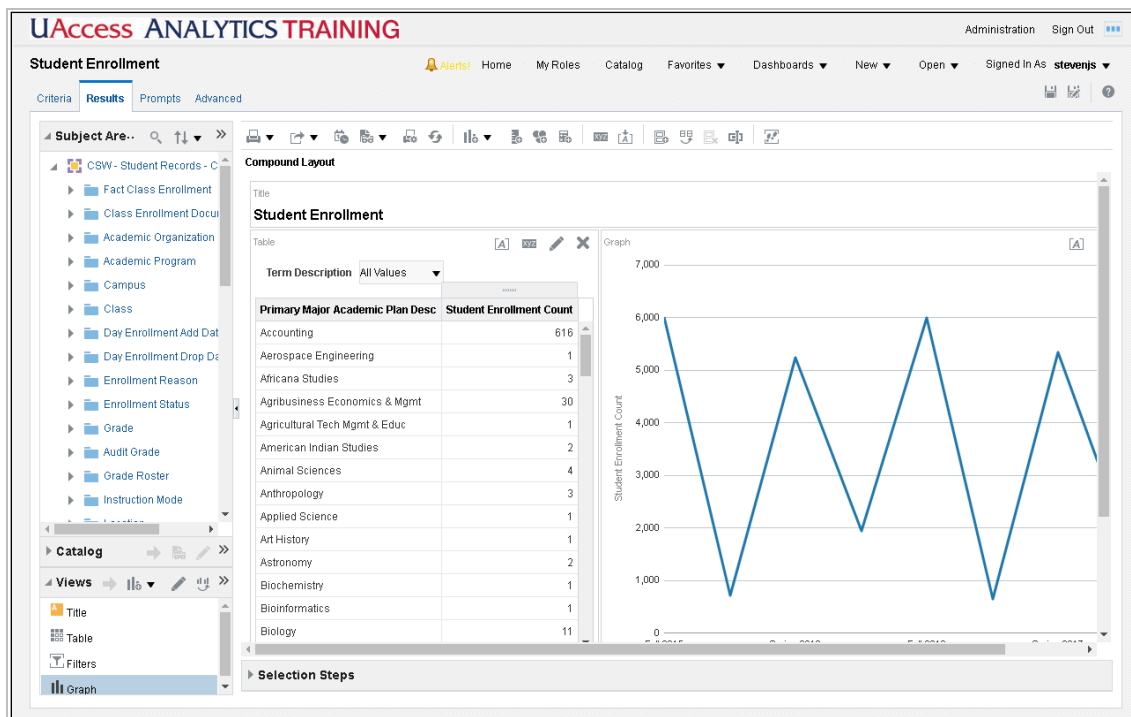 UAccess ANALYTICS TRAINING
Administration Sign Out
Student Enrollment
Alerts! Home My Roles Catalog Favorites Dashboards New Open Signed In As stevenjs
Criteria Results Prompts Advanced
Subject Are..
CSW - Student Records - C
Fact Class Enrollment
Class Enrollment Docu
Academic Organization
Academic Program
Campus
Class
Day Enrollment Add Dat
Day Enrollment Drop Da
Enrollment Reason
Enrollment Status
Grade
Audit Grade
Grade Roster
Instruction Mode
Catalog
Views
Title
Table
Filters
Graph
Compound Layout
Title
Student Enrollment
Table
Term Description All Values
Primary Major Academic Plan Desc Student Enrollment Count
Accounting 616
Aerospace Engineering 1
Africana Studies 3
Agribusiness Economics & Mgmt 30
Agricultural Tech Mgmt & Educ 1
American Indian Studies 2
Animal Sciences 4
Anthropology 3
Applied Science 1
Art History 1
Astronomy 2
Biochemistry 1
Bioinformatics 1
Biology 11
Graph
7,000
6,000
5,000
4,000
3,000
2,000
1,000
0
Student Enrollment Count
Selection Steps